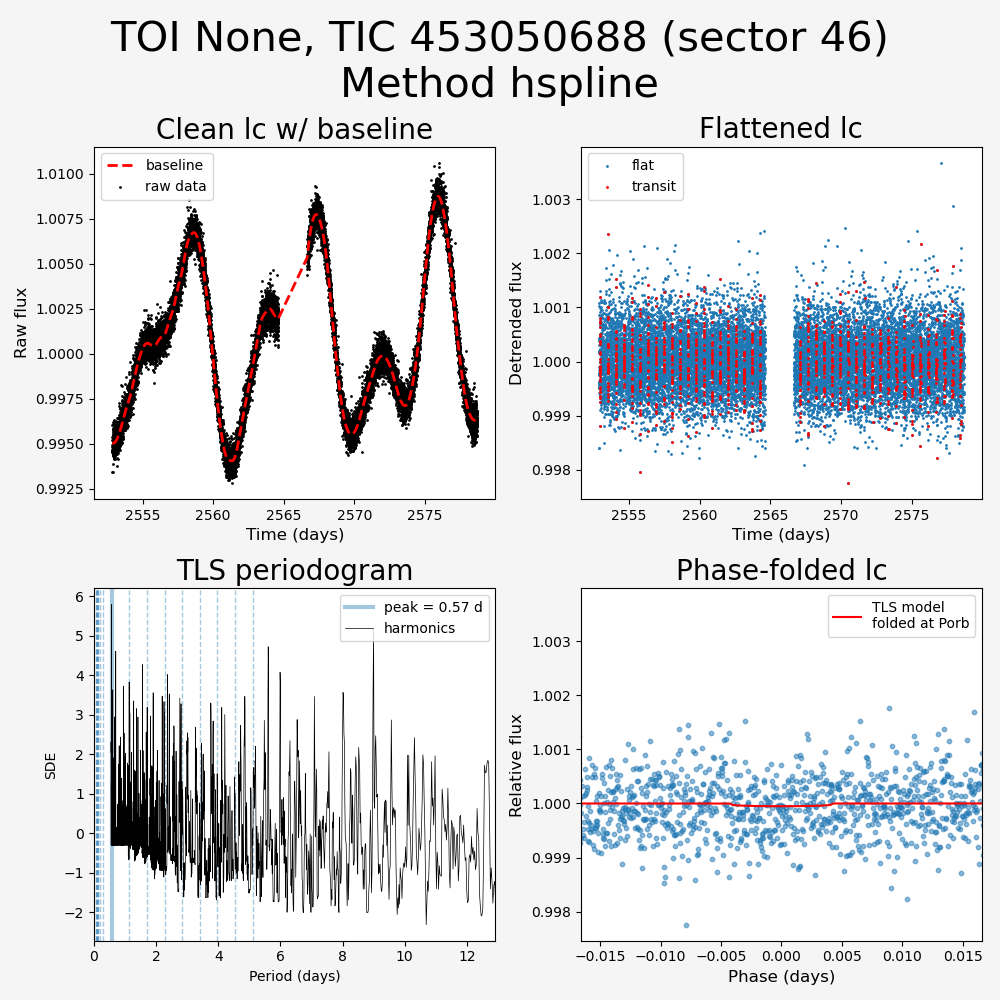 TOI None, TIC 453050688 (sector 46)
Method hspline
Clean lc w/ baseline
baseline
raw data
1.0100
1.0075
1.0050
1.0025
1.0000
0.9975
0.9950
0.9925
Raw flux
2555
2560
2565
2570
2575
Time (days)
Flattened lc
flat
transit
1.003
1.002
1.001
1.000
0.999
0.998
Detrended flux
2555
2560
2565
2570
2575
Time (days)
TLS periodogram
peak = 0.57 d
harmonics
6
5
4
3
2
1
0
−1
−2
SDE
0
2
4
6
8
10
12
Period (days)
Phase-folded lc
TLS model
folded at Porb
1.003
1.002
1.001
1.000
0.999
0.998
Relative flux
−0.015
−0.010
−0.005
0.000
0.005
0.010
0.015
Phase (days)